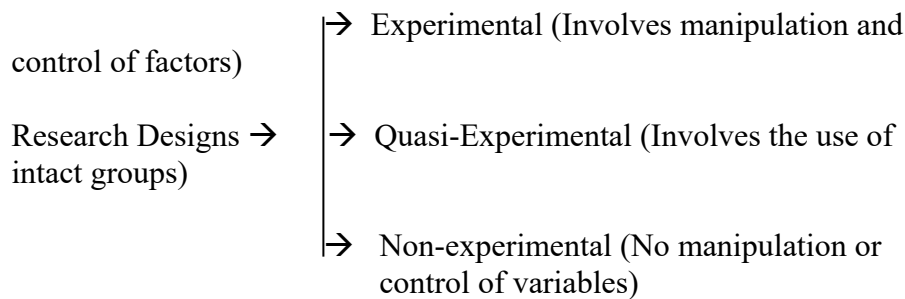 → Experimental (Involves manipulation and
control of factors)
Research Designs → → Quasi-Experimental (Involves the use of
intact groups)
→ Non-experimental (No manipulation or
control of variables)